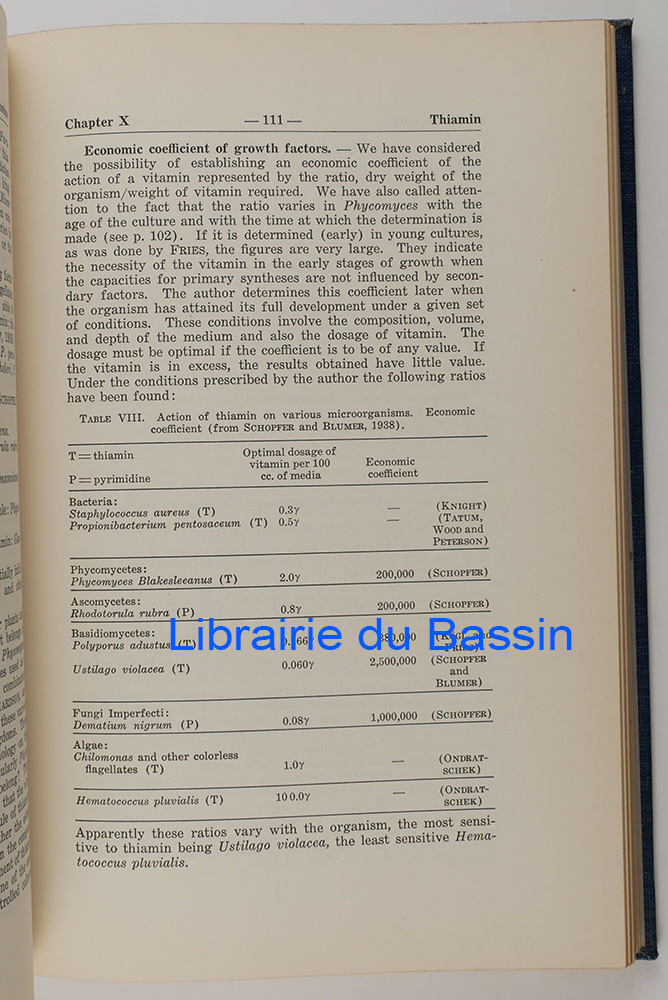 Chapter X — 111 — Thiamin
Economic coefficient of growth factors. — We have considered
the possibility of establishing an economic coefficient of the
action of a vitamin represented by the ratio, dry weight of the
organism/weight of vitamin required. We have also called atten-
tion to the fact that the ratio varies in Phycomyces with the
age of the culture and with the time at which the determination is
made (see p. 102). If it is determined (early) in young cultures,
as was done by FRIES, the figures are very large. They indicate
the necessity of the vitamin in the early stages of growth when
the capacities for primary syntheses are not influenced by secon-
dary factors. The author determines this coefficient later when
the organism has attained its full development under a given set
of conditions. These conditions involve the composition, volume,
and depth of the medium and also the dosage of vitamin. The
dosage must be optimal if the coefficient is to be of any value. If
the vitamin is in excess, the results obtained have little value.
Under the conditions prescribed by the author the following ratios
have been found:
TABLE VIII. Action of thiamin on various microorganisms. Economic
coefficient (from SCHOPFER and BLUMER, 1938).
T = thiamin
P = pyrimidine
Optimal dosage of
vitamin per 100
cc. of media
Economic
coefficient
Bacteria:
Staphylococcus aureus (T) 0.3γ — (KNIGHT)
Propionibacterium pentosaceum (T) 0.5γ — (TATUM,
WOOD and
PETERSON)
Phycomycetes:
Phycomyces Blakesleeanus (T) 2.0γ 200,000 (SCHOPFER)
Ascomycetes:
Rhodotorula rubra (P) 0.8γ 200,000 (SCHOPFER)
Basidiomycetes:
Polyporus adustus (T) 380,000 (KÖGL and
FRIES)
Librairie du Bassin
Ustilago violacea (T) 0.060γ 2,500,000 (SCHOPFER
and
BLUMER)
Fungi Imperfecti:
Dematium nigrum (P) 0.08γ 1,000,000 (SCHOPFER)
Algae:
Chilomonas and other colorless
flagellates (T) 1.0γ — (ONDRAT-
SCHEK)
Hematococcus pluvialis (T) 100.0γ — (ONDRAT-
SCHEK)
Apparently these ratios vary with the organism, the most sensi-
tive to thiamin being Ustilago violacea, the least sensitive Hema-
tococcus pluvialis.